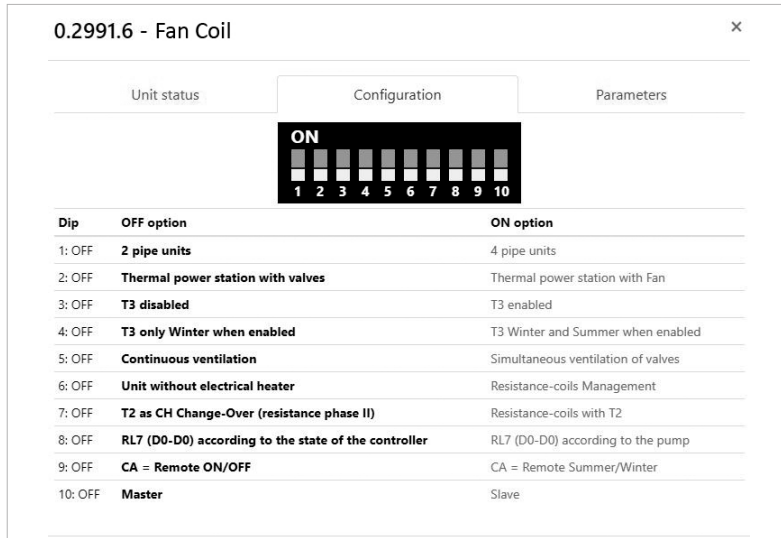 0.2991.6 - Fan Coil ×
Unit status Configuration Parameters
ON
1 2 3 4 5 6 7 8 9 10
Dip OFF option ON option
1: OFF 2 pipe units 4 pipe units
2: OFF Thermal power station with valves Thermal power station with Fan
3: OFF T3 disabled T3 enabled
4: OFF T3 only Winter when enabled T3 Winter and Summer when enabled
5: OFF Continuous ventilation Simultaneous ventilation of valves
6: OFF Unit without electrical heater Resistance-coils Management
7: OFF T2 as CH Change-Over (resistance phase II) Resistance-coils with T2
8: OFF RL7 (D0-D0) according to the state of the controller RL7 (D0-D0) according to the pump
9: OFF CA = Remote ON/OFF CA = Remote Summer/Winter
10: OFF Master Slave